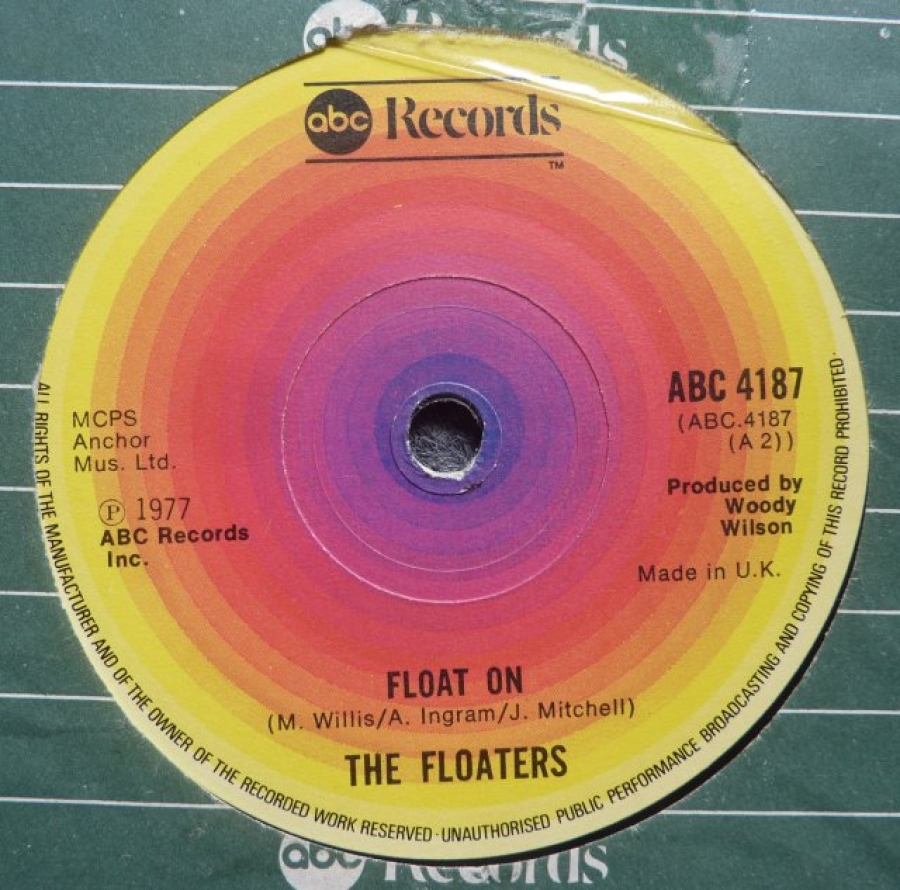 abc Records
abc Records
TM
ABC 4187
(ABC.4187
(A 2))
MCPS
Anchor
Mus. Ltd.
Ⓟ 1977
ABC Records
Inc.
Produced by
Woody
Wilson
Made in U.K.
FLOAT ON
(M. Willis/A. Ingram/J. Mitchell)
THE FLOATERS
ALL RIGHTS OF THE MANUFACTURER AND OF THE OWNER OF THE RECORDED WORK RESERVED·UNAUTHORISED PUBLIC PERFORMANCE BROADCASTING AND COPYING OF THIS RECORD PROHIBITED·
abc Records